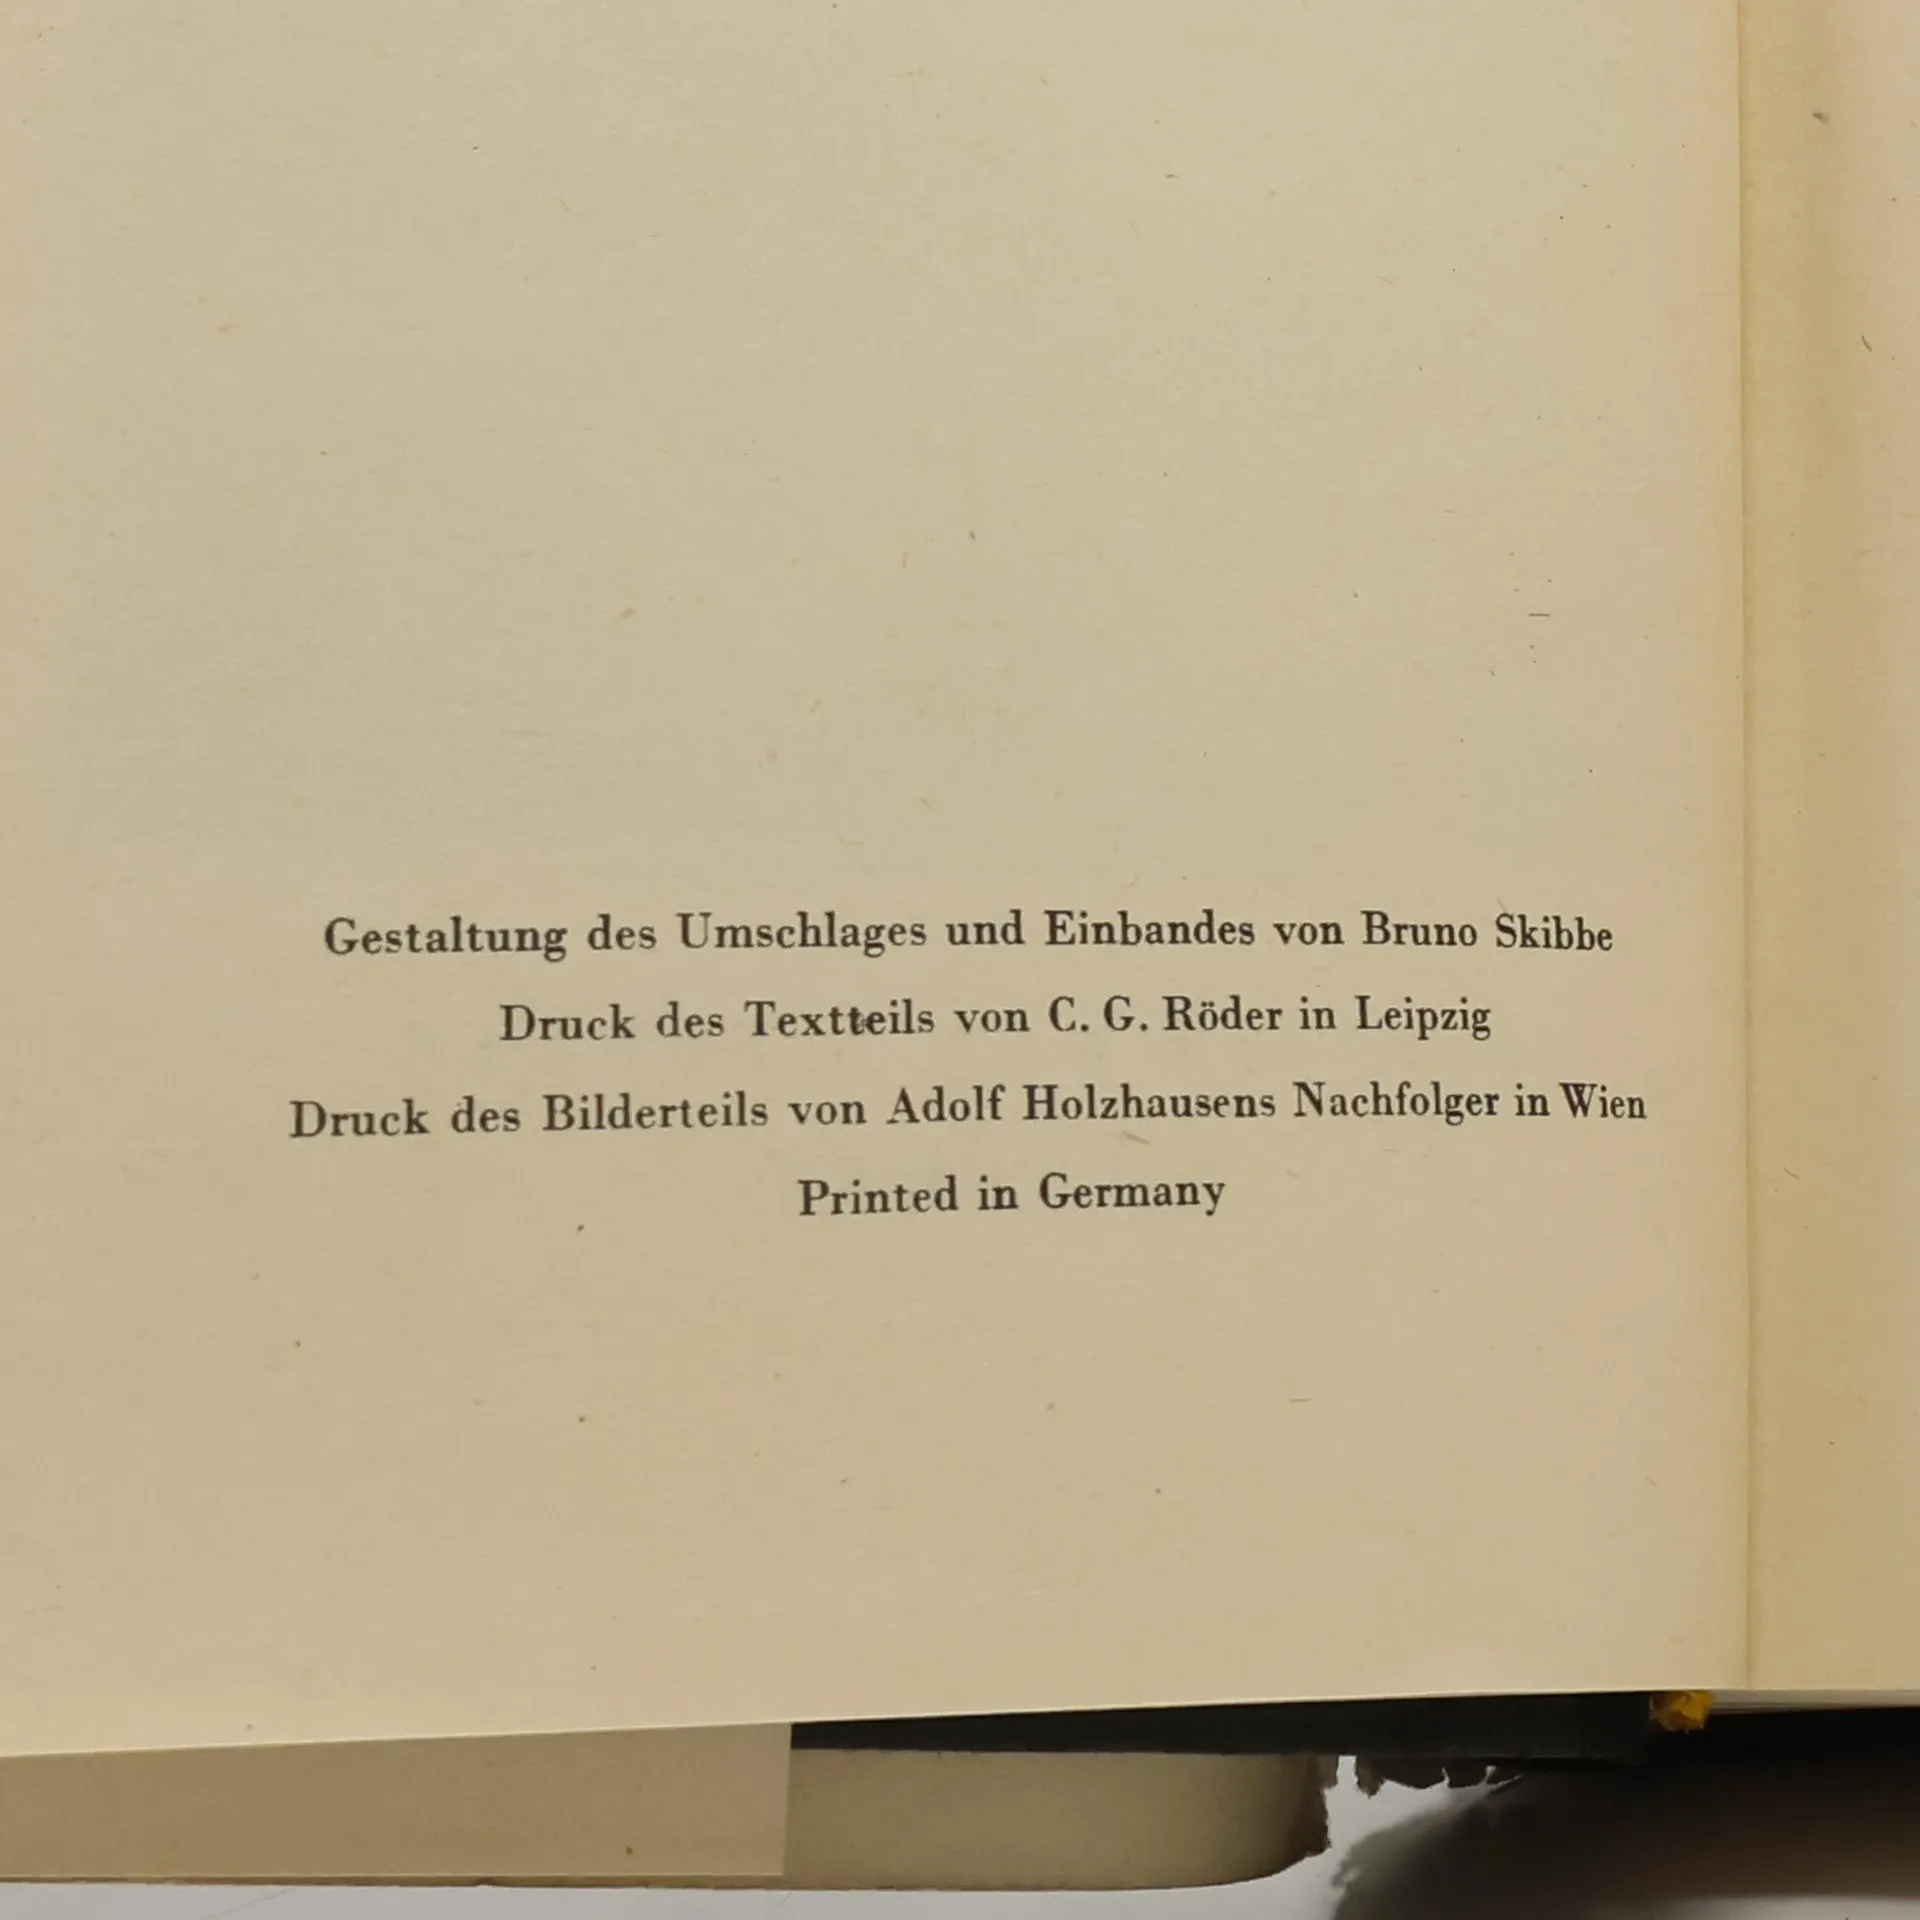 Gestaltung des Umschlages und Einbandes von Bruno Skibbe
Druck des Textteils von C. G. Röder in Leipzig
Druck des Bilderteils von Adolf Holzhausens Nachfolger in Wien
Printed in Germany